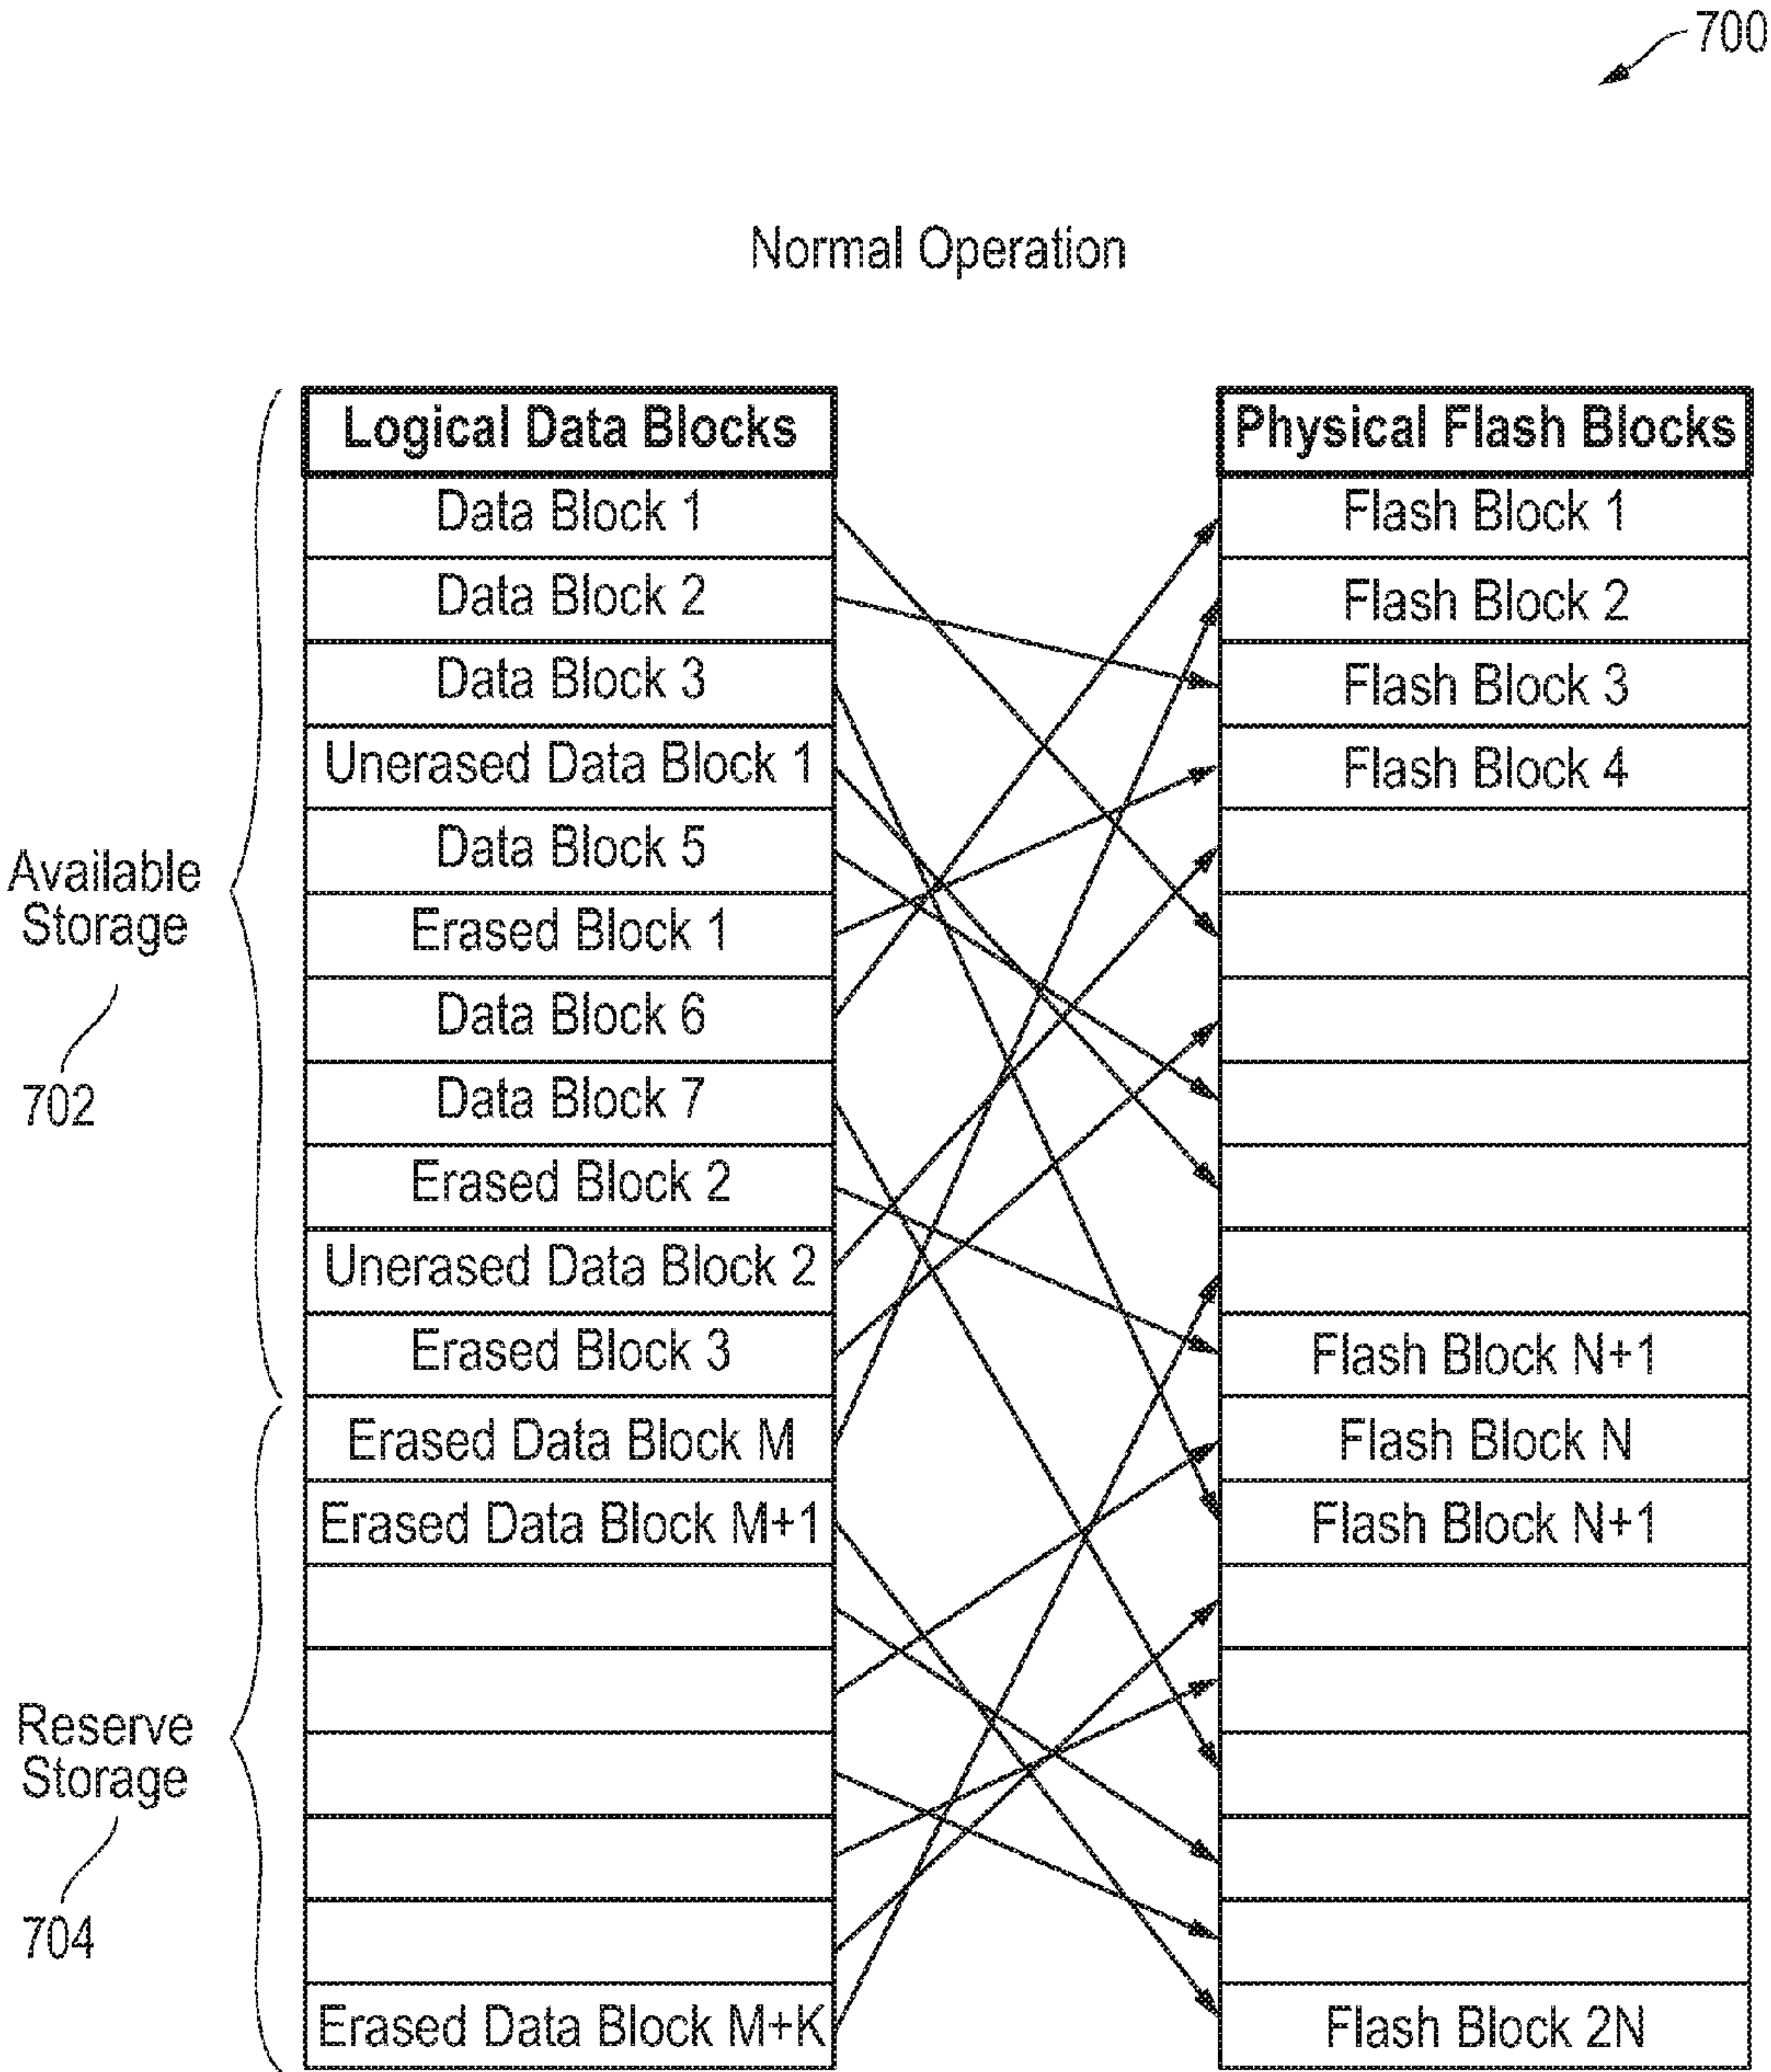 700
Normal Operation
Logical Data Blocks
Data Block 1
Data Block 2
Data Block 3
Unerased Data Block 1
Data Block 5
Erased Block 1
Data Block 6
Data Block 7
Erased Block 2
Unerased Data Block 2
Erased Block 3
Erased Data Block M
Erased Data Block M+1
Erased Data Block M+K
Available
Storage
702
Reserve
Storage
704
Physical Flash Blocks
Flash Block 1
Flash Block 2
Flash Block 3
Flash Block 4
Flash Block N+1
Flash Block N
Flash Block N+1
Flash Block 2N